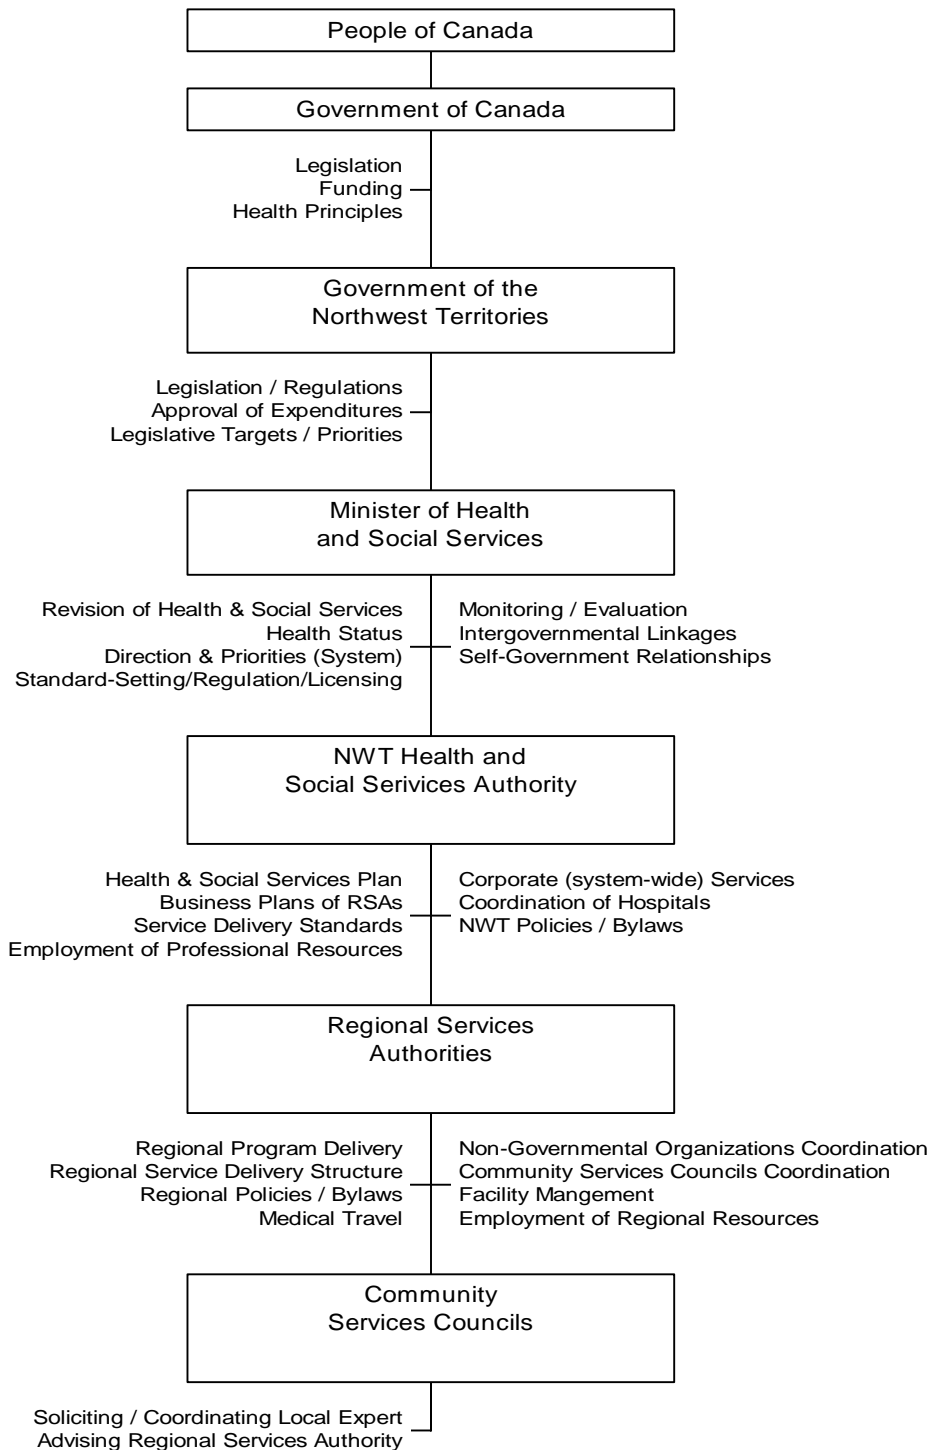 People of Canada
Government of Canada
Legislation
Funding
Health Principles
Government of the
Northwest Territories
Legislation / Regulations
Approval of Expenditures
Legislative Targets / Priorities
Minister of Health
and Social Services
Revision of Health & Social Services
Health Status
Direction & Priorities (System)
Standard-Setting/Regulation/Licensing
Monitoring / Evaluation
Intergovernmental Linkages
Self-Government Relationships
NWT Health and
Social Serivices Authority
Health & Social Services Plan
Business Plans of RSAs
Service Delivery Standards
Employment of Professional Resources
Corporate (system-wide) Services
Coordination of Hospitals
NWT Policies / Bylaws
Regional Services
Authorities
Regional Program Delivery
Regional Service Delivery Structure
Regional Policies / Bylaws
Medical Travel
Non-Governmental Organizations Coordination
Community Services Councils Coordination
Facility Mangement
Employment of Regional Resources
Community
Services Councils
Soliciting / Coordinating Local Expert
Advising Regional Services Authority